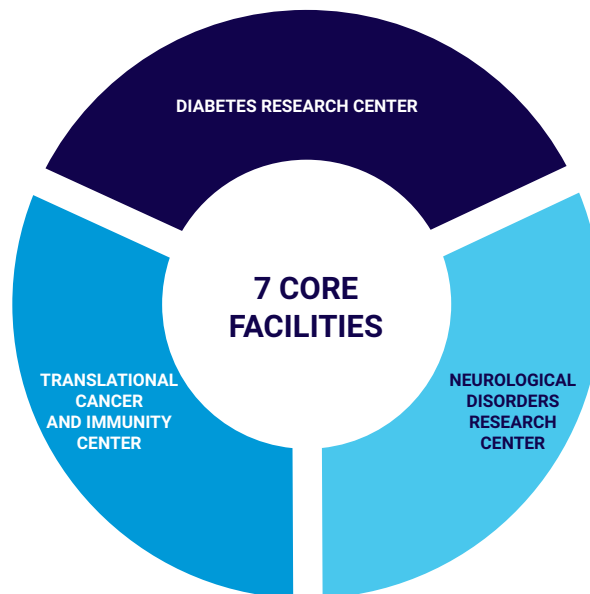 DIABETES RESEARCH CENTER
7 CORE
FACILITIES
TRANSLATIONAL
CANCER
AND IMMUNITY
CENTER
NEUROLOGICAL
DISORDERS
RESEARCH
CENTER